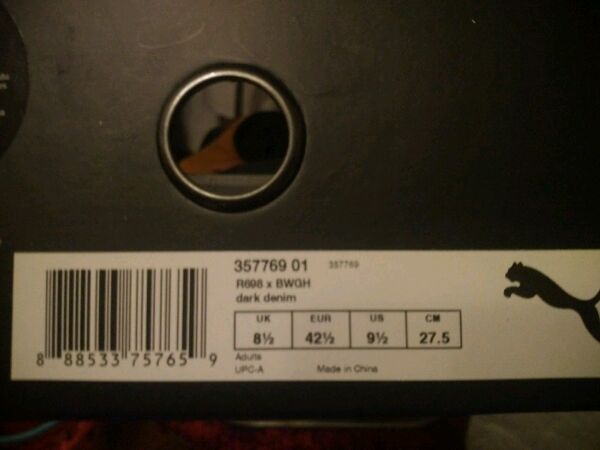 357769 01 357769
R698 x BWGH
dark denim
UK EUR US CM
8½ 42½ 9½ 27.5
Adults
UPC-A Made in China
8 88533 75765 9